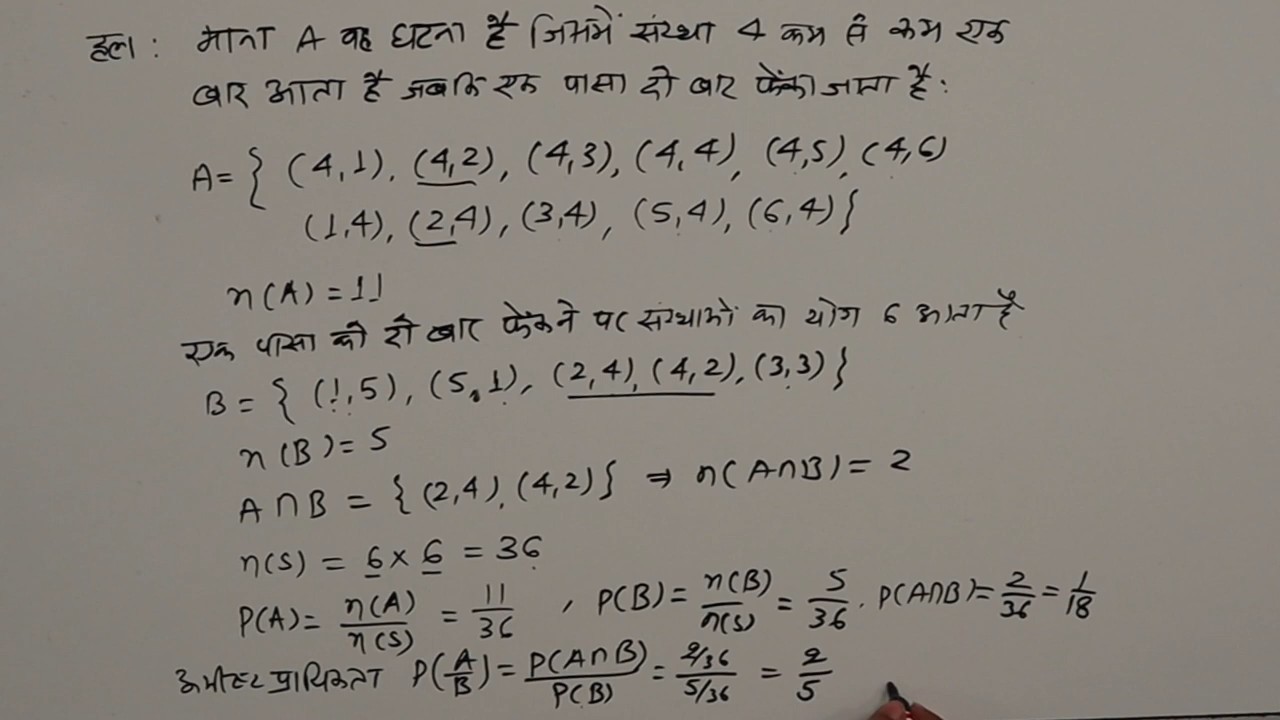 हल : माना A वह घटना है जिसमें संख्या 4 कम से कम एक
बार आता है जबकि एक पासा दो बार फेंका जाता है :
A = { (4,1), (4,2), (4,3), (4,4), (4,5), (4,6)
(1,4), (2,4), (3,4), (5,4), (6,4) }
n(A) = 11
एक पासा को दो बार फेंकने पर संख्याओं का योग 6 आता है
B = { (1,5), (5,1), (2,4), (4,2), (3,3) }
n(B) = 5
A∩B = { (2,4), (4,2) } ⇒ n(A∩B) = 2
n(S) = 6 × 6 = 36
P(A) = n(A)/n(S) = 11/36 , P(B) = n(B)/n(S) = 5/36 . P(A∩B) = 2/36 = 1/18
अभीष्ट प्रायिकता P(A/B) = P(A∩B)/P(B) = 2/36 / 5/36 = 2/5